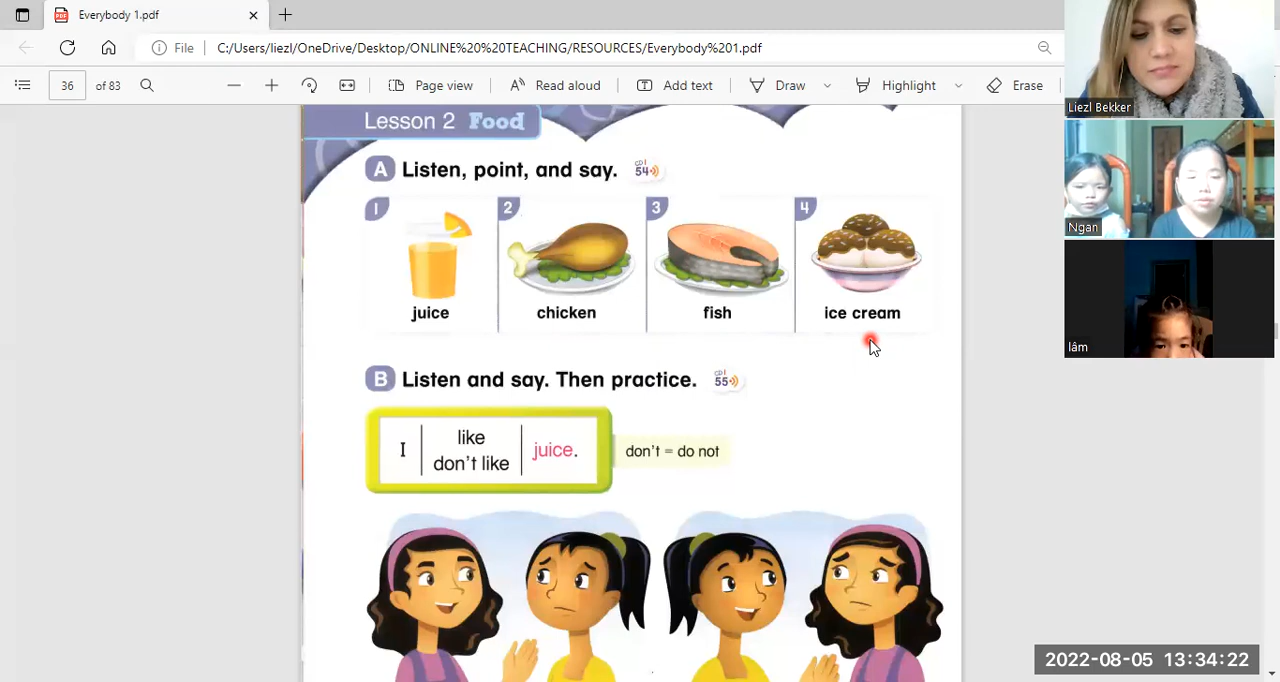 Everybody 1.pdf
File C:/Users/liezl/OneDrive/Desktop/ONLINE%20%20TEACHING/RESOURCES/Everybody%201.pdf
36 of 83 Page view Read aloud Add text Draw Highlight Erase
Liezl Bekker
Ngan
lâm
Lesson 2 Food
A Listen, point, and say. CD1 54
1 2 3 4
juice chicken fish ice cream
B Listen and say. Then practice. CD1 55
I like juice.
don't like
don't = do not
2022-08-05 13:34:22